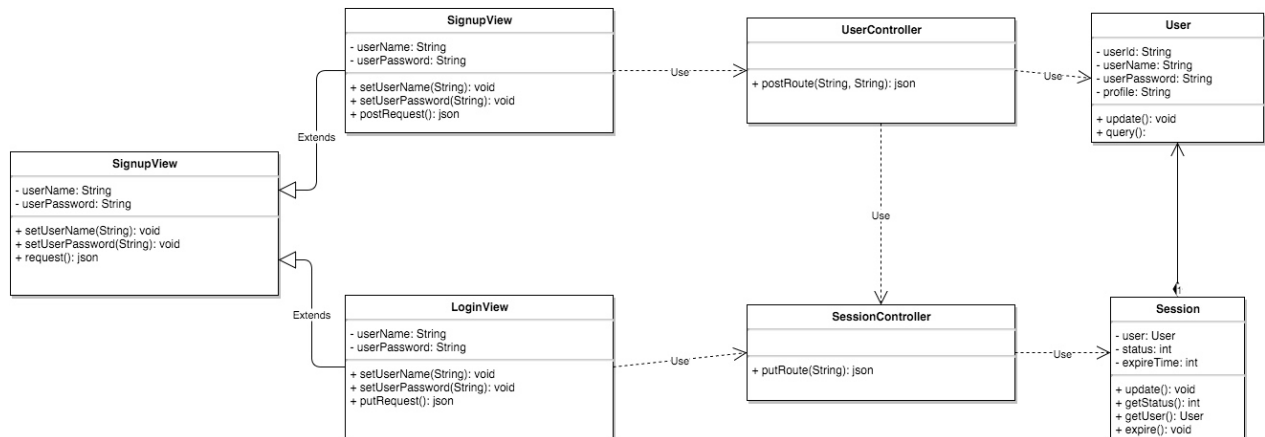 SignupView
- userName: String
- userPassword: String
+ setUserName(String): void
+ setUserPassword(String): void
+ request(): json
Extends
Extends
SignupView
- userName: String
- userPassword: String
+ setUserName(String): void
+ setUserPassword(String): void
+ postRequest(): json
LoginView
- userName: String
- userPassword: String
+ setUserName(String): void
+ setUserPassword(String): void
+ putRequest(): json
Use
Use
UserController
+ postRoute(String, String): json
Use
SessionController
+ putRoute(String): json
Use
Use
User
- userId: String
- userName: String
- userPassword: String
- profile: String
+ update(): void
+ query():
1
Session
- user: User
- status: int
- expireTime: int
+ update(): void
+ getStatus(): int
+ getUser(): User
+ expire(): void